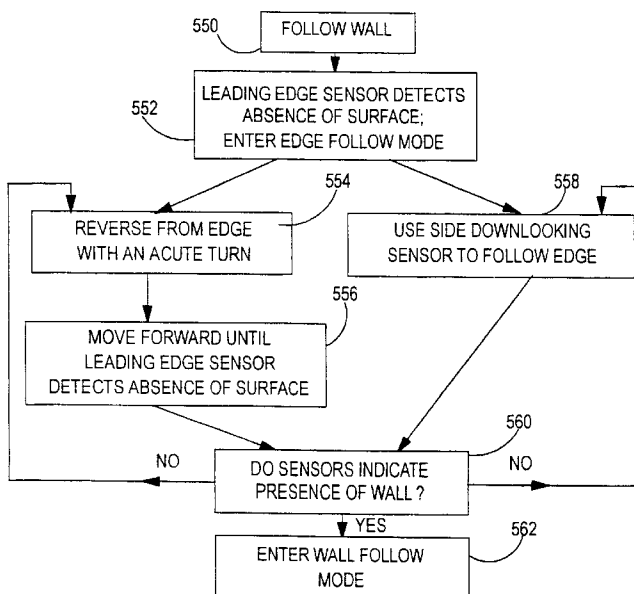 550
FOLLOW WALL
552
LEADING EDGE SENSOR DETECTS
ABSENCE OF SURFACE;
ENTER EDGE FOLLOW MODE
554
REVERSE FROM EDGE
WITH AN ACUTE TURN
558
USE SIDE DOWNLOOKING
SENSOR TO FOLLOW EDGE
556
MOVE FORWARD UNTIL
LEADING EDGE SENSOR
DETECTS ABSENCE OF SURFACE
560
NO
DO SENSORS INDICATE
PRESENCE OF WALL ?
NO
YES
562
ENTER WALL FOLLOW
MODE